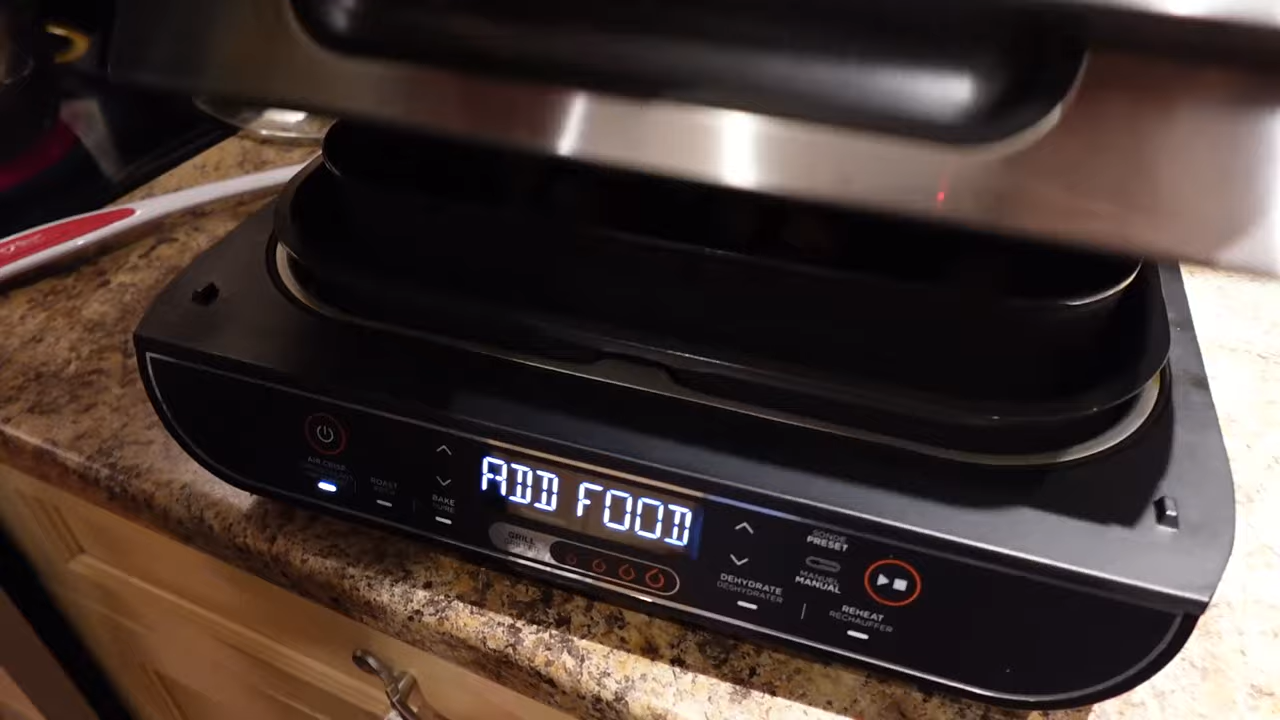 ADD FOOD
AIR CRISP
ROAST
BAKE
CUIRE
GRILL
DEHYDRATE
DESHYDRATER
SONDE
PRESET
MANUEL
MANUAL
REHEAT
RECHAUFFER